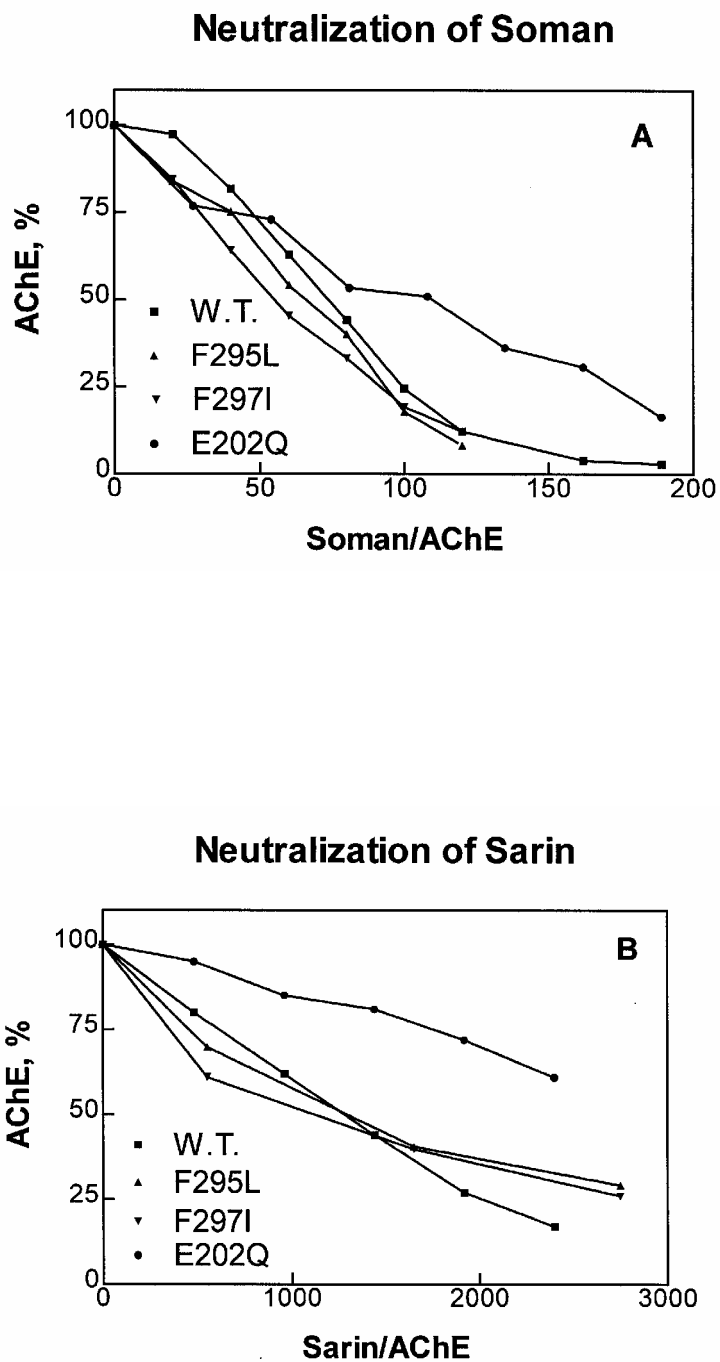 Neutralization of Soman
A
100
75
50
25
0
AChE, %
W.T.
F295L
F297I
E202Q
0 50 100 150 200
Soman/AChE
Neutralization of Sarin
B
100
75
50
25
0
AChE, %
W.T.
F295L
F297I
E202Q
0 1000 2000 3000
Sarin/AChE